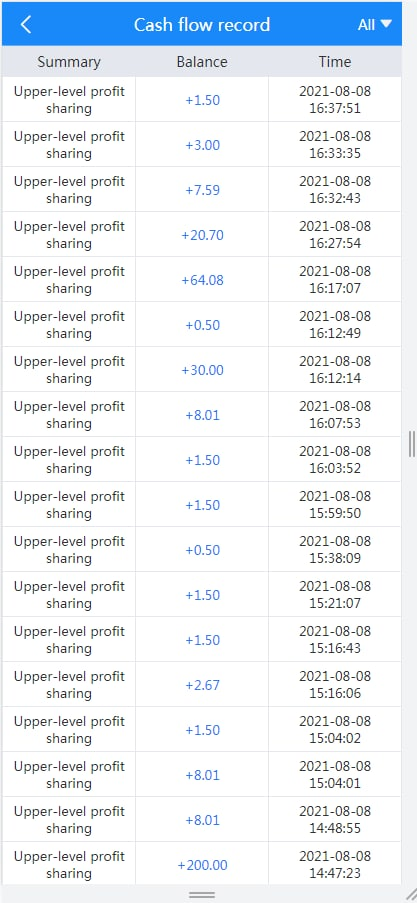 Cash flow record
All
Summary Balance Time
Upper-level profit
sharing
+1.50
2021-08-08
16:37:51
Upper-level profit
sharing
+3.00
2021-08-08
16:33:35
Upper-level profit
sharing
+7.59
2021-08-08
16:32:43
Upper-level profit
sharing
+20.70
2021-08-08
16:27:54
Upper-level profit
sharing
+64.08
2021-08-08
16:17:07
Upper-level profit
sharing
+0.50
2021-08-08
16:12:49
Upper-level profit
sharing
+30.00
2021-08-08
16:12:14
Upper-level profit
sharing
+8.01
2021-08-08
16:07:53
Upper-level profit
sharing
+1.50
2021-08-08
16:03:52
Upper-level profit
sharing
+1.50
2021-08-08
15:59:50
Upper-level profit
sharing
+0.50
2021-08-08
15:38:09
Upper-level profit
sharing
+1.50
2021-08-08
15:21:07
Upper-level profit
sharing
+1.50
2021-08-08
15:16:43
Upper-level profit
sharing
+2.67
2021-08-08
15:16:06
Upper-level profit
sharing
+1.50
2021-08-08
15:04:02
Upper-level profit
sharing
+8.01
2021-08-08
15:04:01
Upper-level profit
sharing
+8.01
2021-08-08
14:48:55
Upper-level profit
sharing
+200.00
2021-08-08
14:47:23